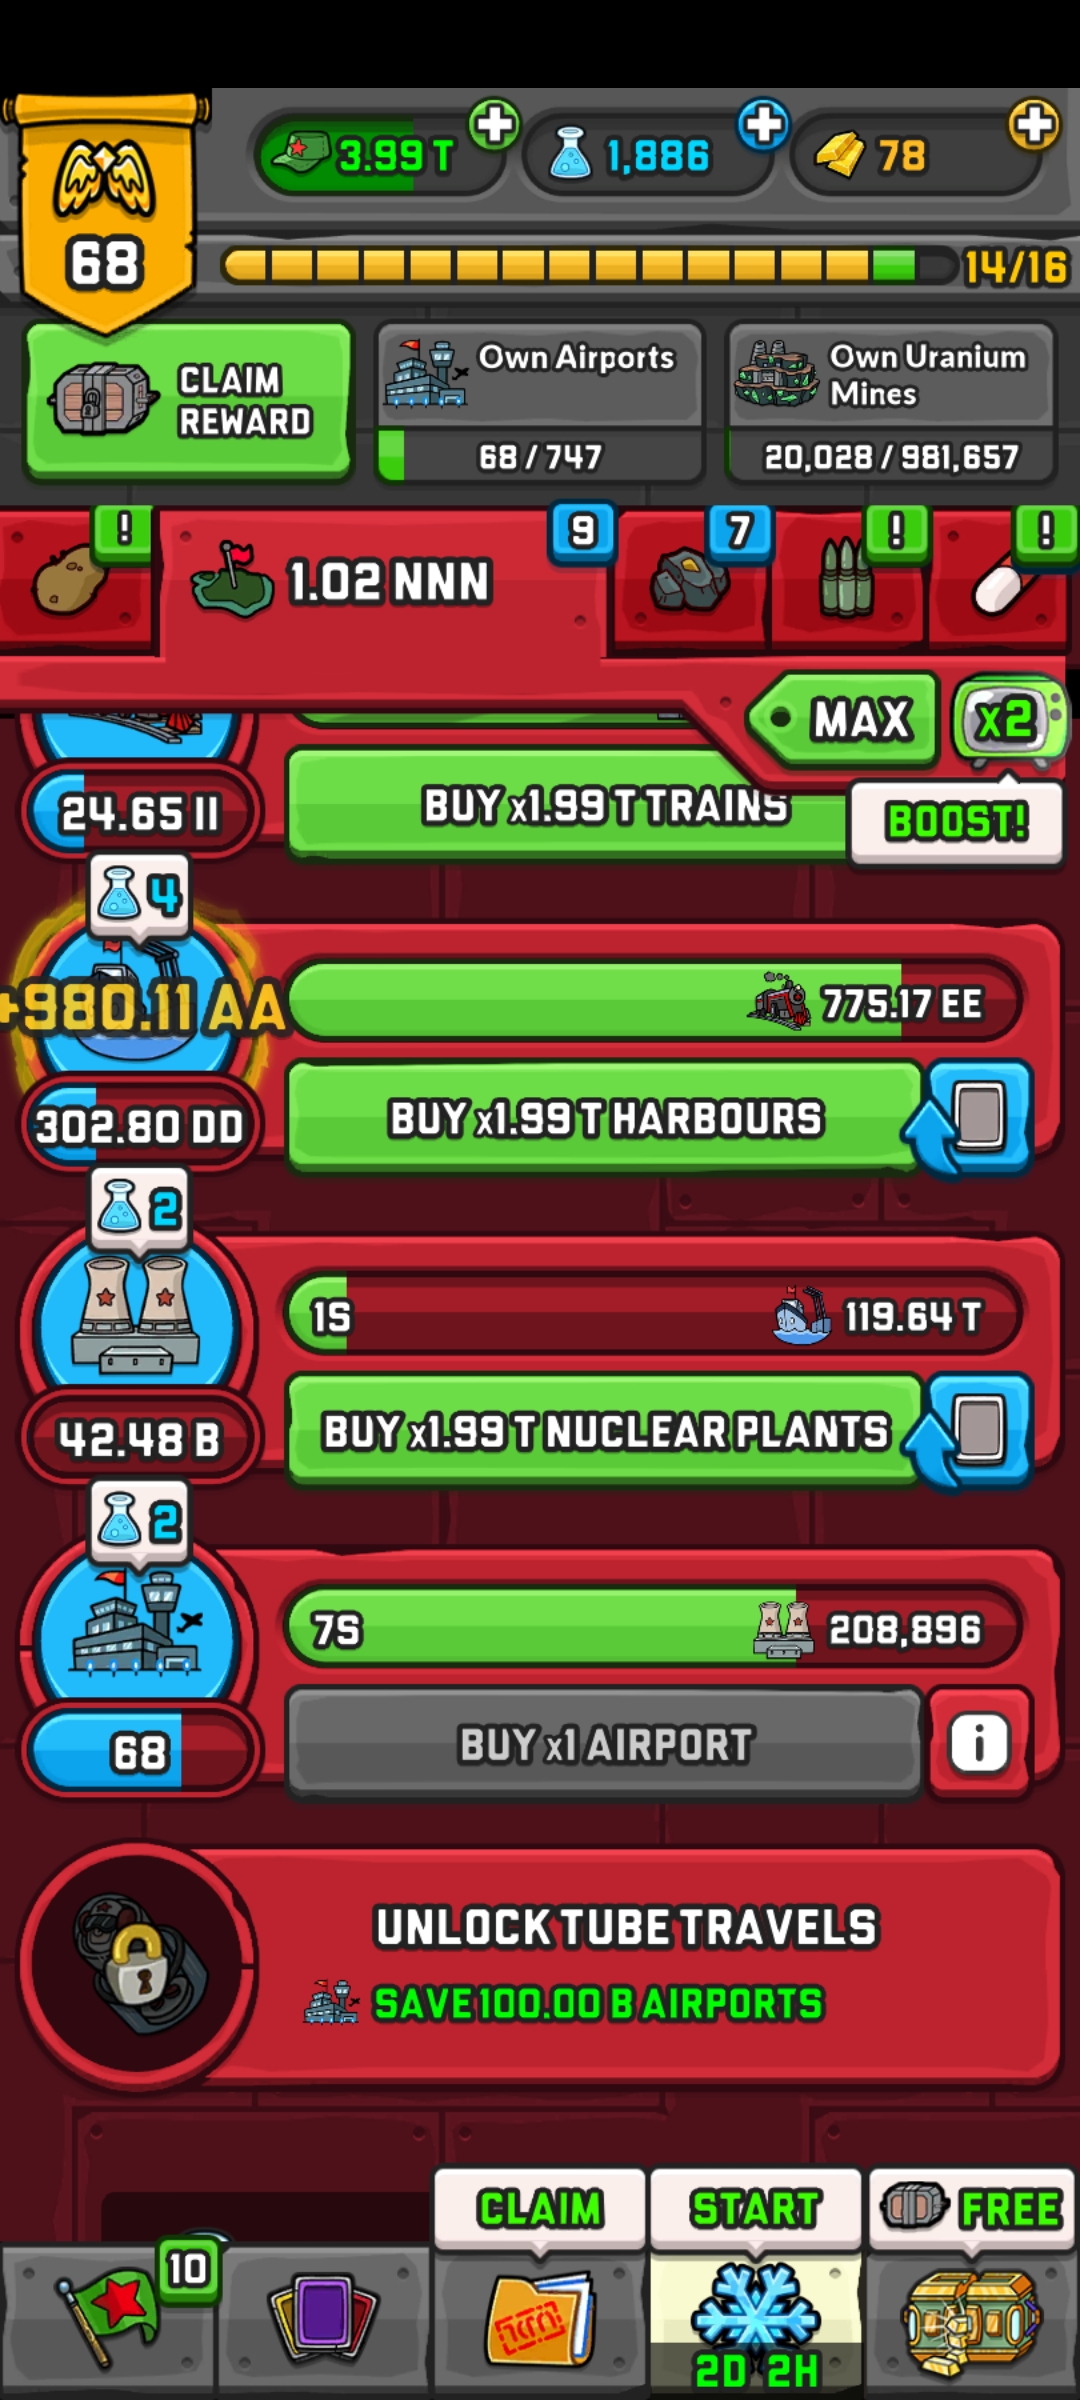 68
3.99 T
1,886
78
14/16
CLAIM
REWARD
Own Airports
68 / 747
Own Uranium
Mines
20,028 / 981,657
!
1.02 NNN
9
7
!
!
MAX
x2
BOOST!
24.65 II
BUY x1.99 T TRAINS
4
+980.11 AA
775.17 EE
302.80 DD
BUY x1.99 T HARBOURS
2
1S
119.64 T
42.48 B
BUY x1.99 T NUCLEAR PLANTS
2
7S
208,896
68
BUY x1 AIRPORT
i
UNLOCK TUBE TRAVELS
SAVE 100.00 B AIRPORTS
CLAIM
START
FREE
10
2D 2H